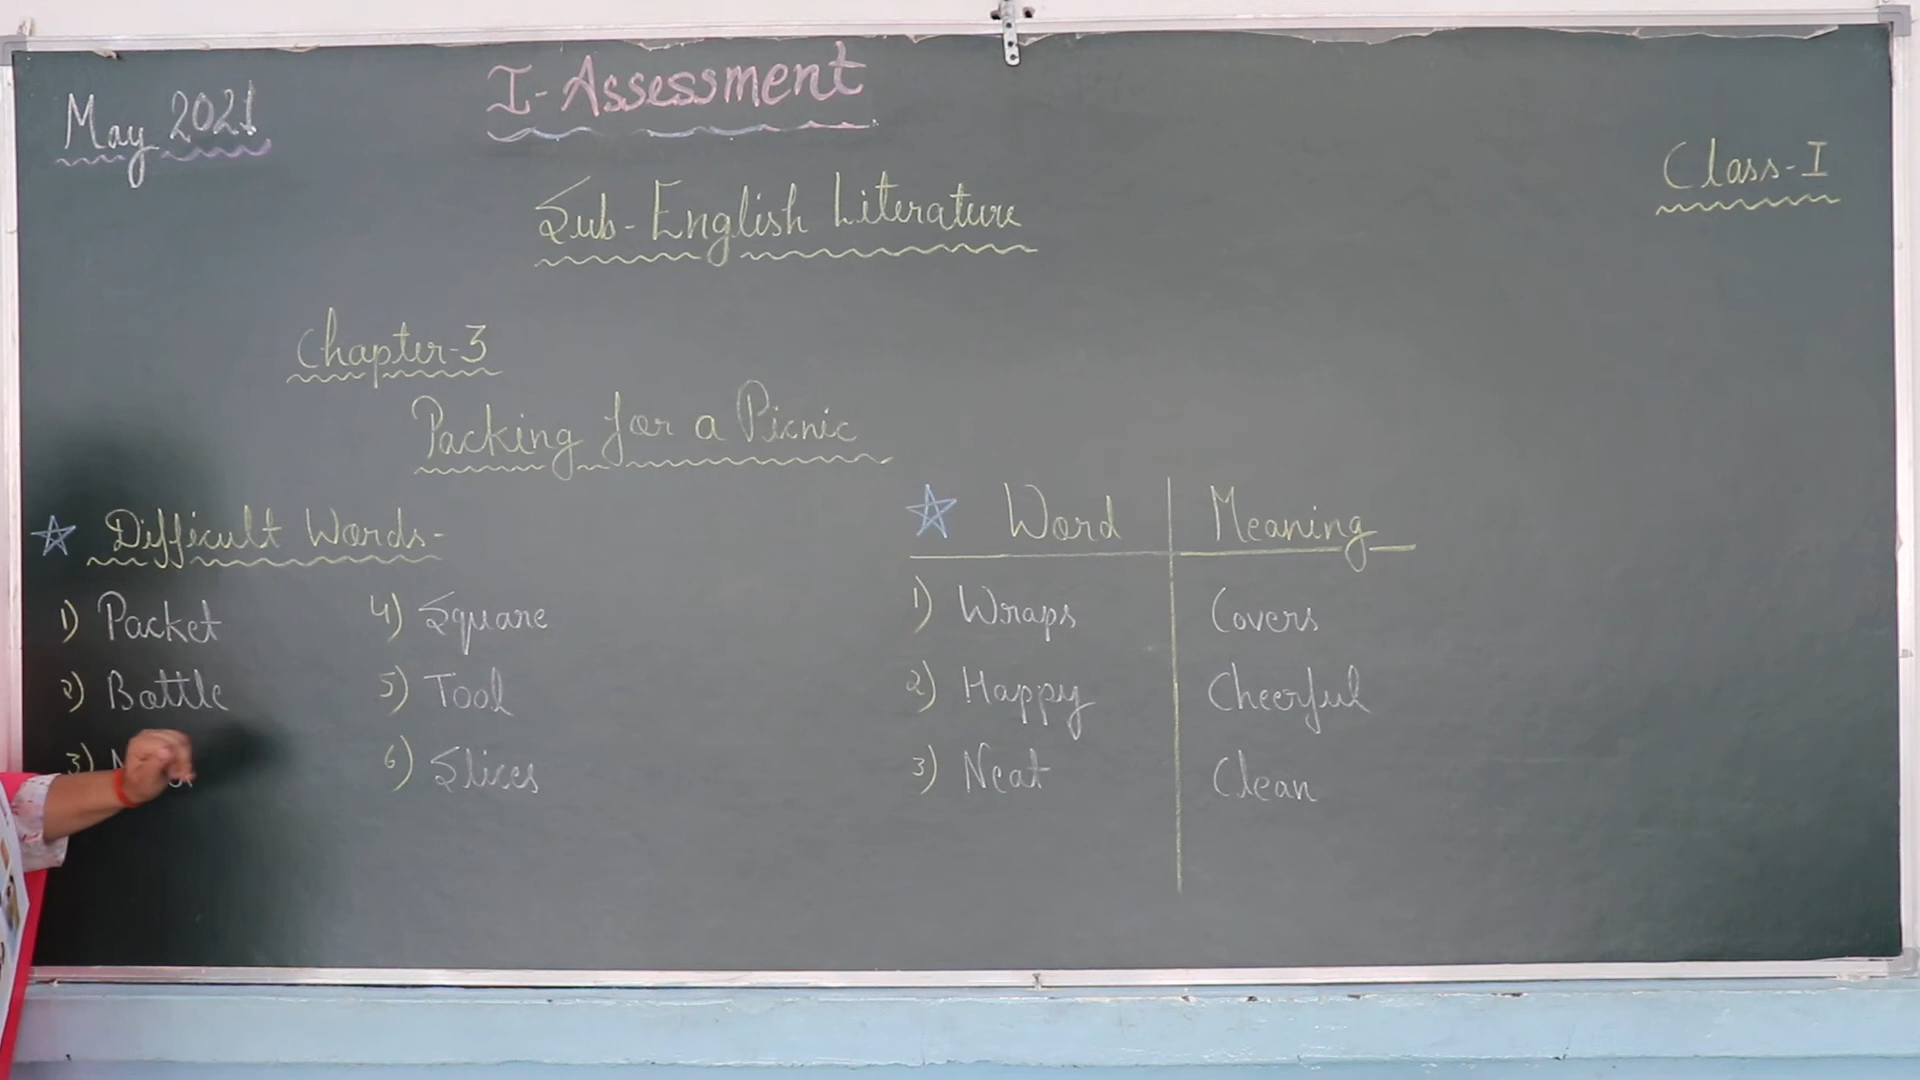 May 2021
I-Assessment
Class-I
Sub-English Literature
Chapter-3
Packing for a Picnic
☆ Difficult Words-
1) Packet
4) Square
2) Bottle
5) Tool
3)
6) Slices
☆ Word | Meaning
1) Wraps | Covers
2) Happy | Cheerful
3) Neat | Clean